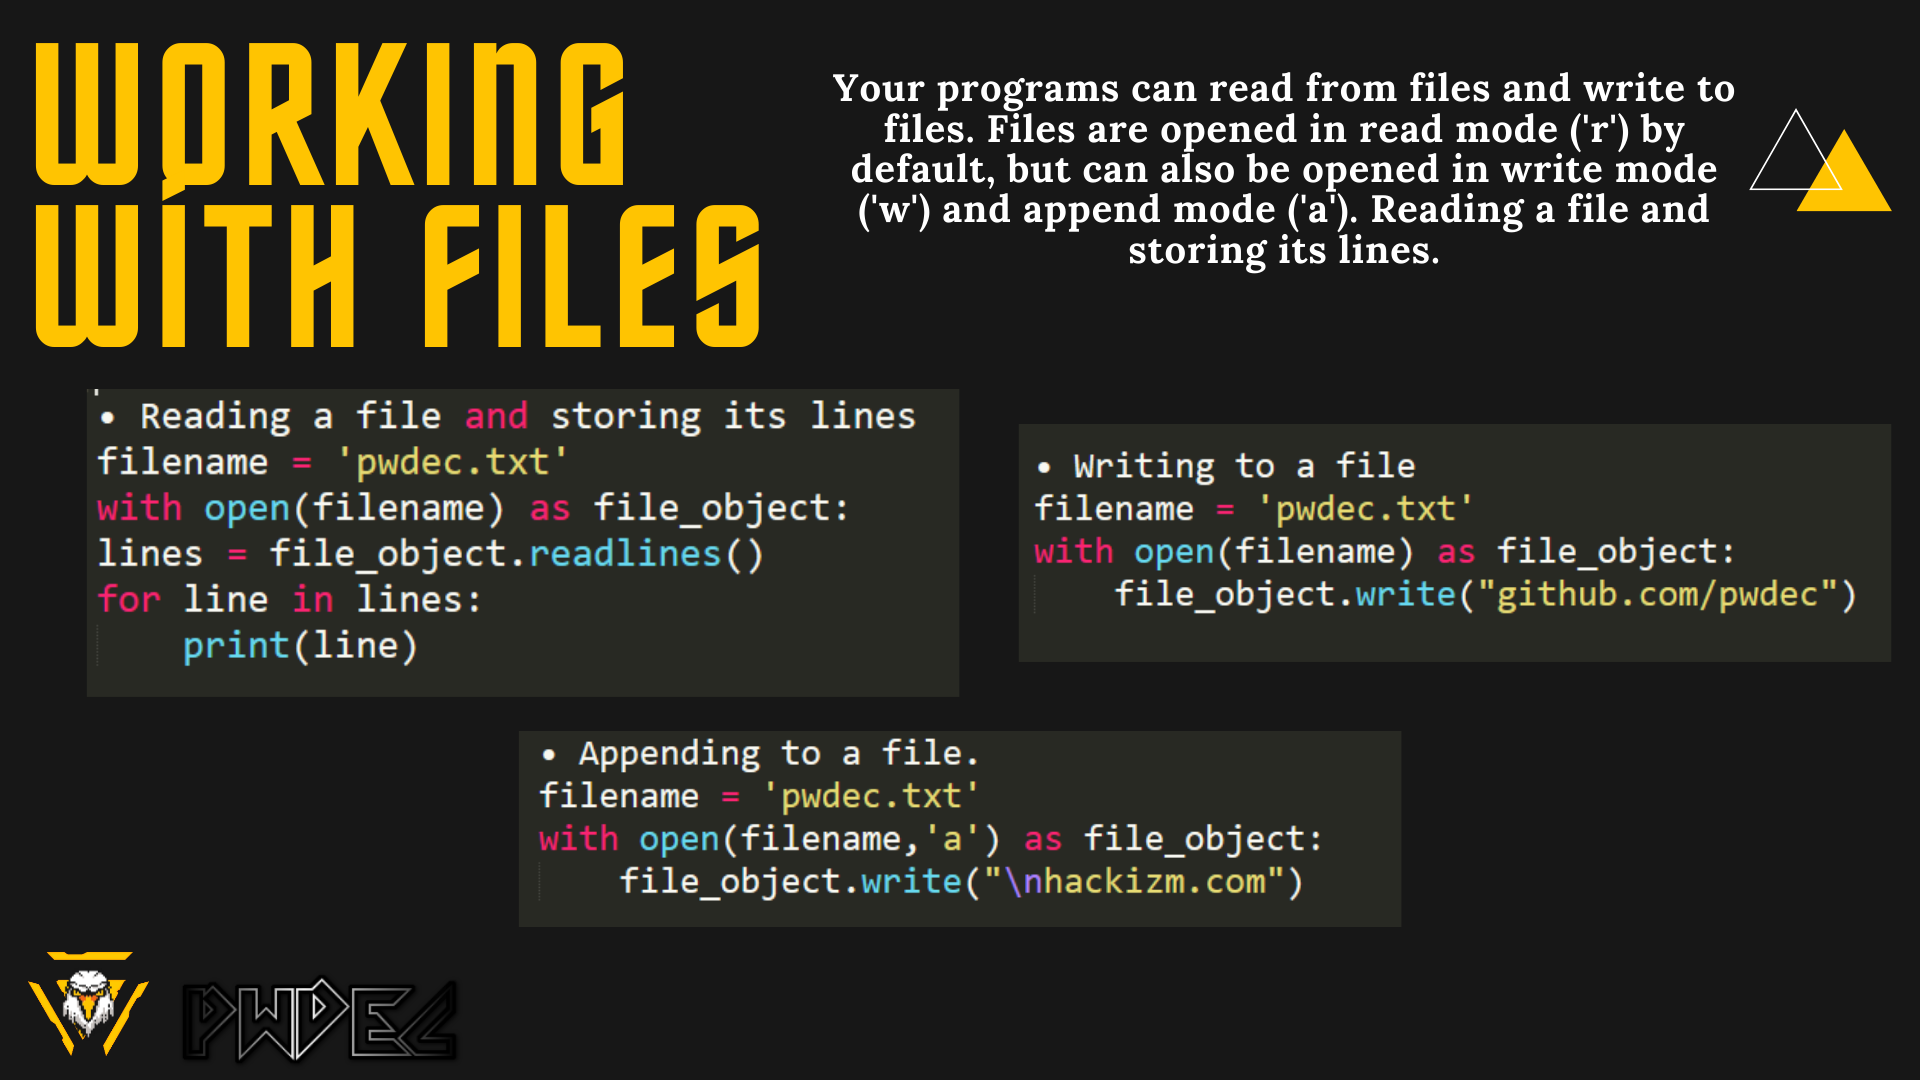 WORKING
WITH FILES
Your programs can read from files and write to
files. Files are opened in read mode ('r') by
default, but can also be opened in write mode
('w') and append mode ('a'). Reading a file and
storing its lines.
• Reading a file and storing its lines
filename = 'pwdec.txt'
with open(filename) as file_object:
lines = file_object.readlines()
for line in lines:
    print(line)
• Writing to a file
filename = 'pwdec.txt'
with open(filename) as file_object:
    file_object.write("github.com/pwdec")
• Appending to a file.
filename = 'pwdec.txt'
with open(filename,'a') as file_object:
    file_object.write("\nhackizm.com")
PWDEC